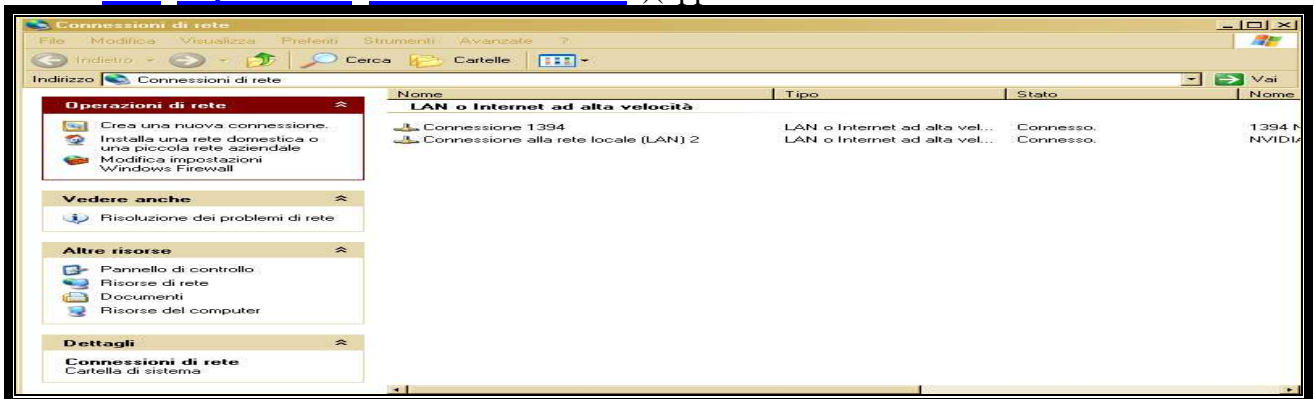 Connessioni di rete
File Modifica Visualizza Preferiti Strumenti Avanzate ?
Indietro Cerca Cartelle
Indirizzo Connessioni di rete Vai
Nome Tipo Stato Nome
Operazioni di rete
Crea una nuova connessione.
Installa una rete domestica o
una piccola rete aziendale
Modifica impostazioni
Windows Firewall
Vedere anche
Risoluzione dei problemi di rete
Altre risorse
Pannello di controllo
Risorse di rete
Documenti
Risorse del computer
Dettagli
Connessioni di rete
Cartella di sistema
LAN o Internet ad alta velocità
Connessione 1394 LAN o Internet ad alta vel... Connesso. 1394 N
Connessione alla rete locale (LAN) 2 LAN o Internet ad alta vel... Connesso. NVIDIA